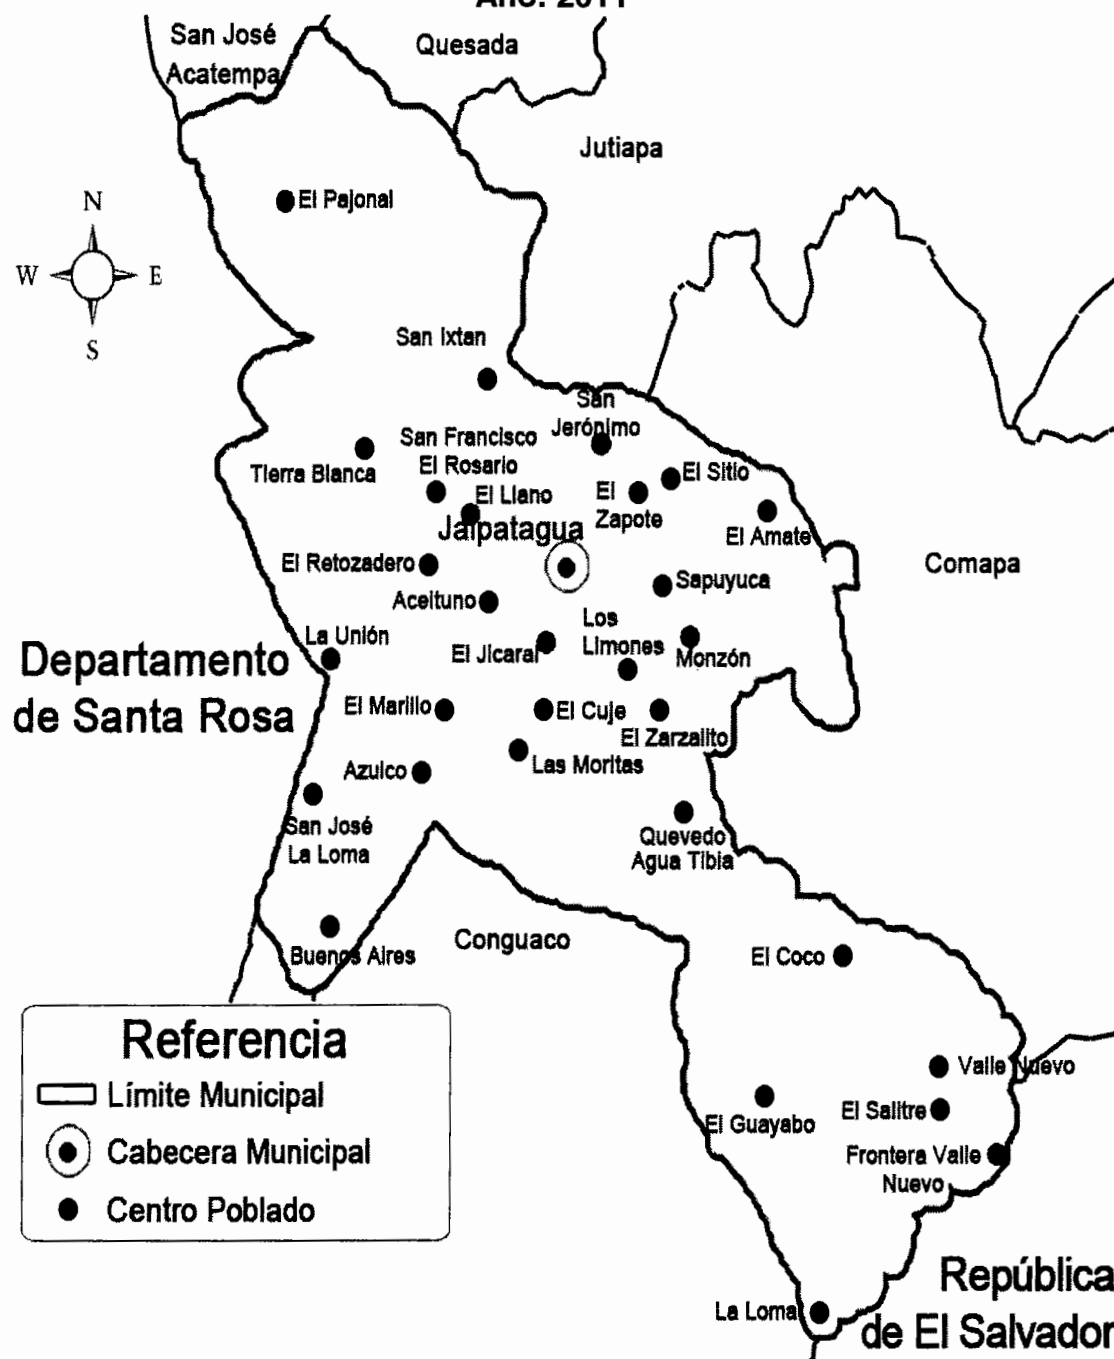 Año: 2011
San José
Acatempa
Quesada
Jutiapa
El Pajonal
N
W
E
S
San Ixtan
San
Jerónimo
San Francisco
El Rosario
Tierra Blanca
El Llano
El
Zapote
El Sitio
Jalpatagua
El Amate
El Retozadero
Comapa
Sapuyuca
Aceituno
Los
Limones
La Unión
El Jicaral
Monzón
Departamento
de Santa Rosa
El Marillo
El Cuje
El Zarzalito
Las Moritas
Azulco
San José
La Loma
Quevedo
Agua Tibia
Buenos Aires
Conguaco
El Coco
Referencia
Límite Municipal
Cabecera Municipal
Centro Poblado
Valle Nuevo
El Salitre
El Guayabo
Frontera Valle
Nuevo
República
de El Salvador
La Loma